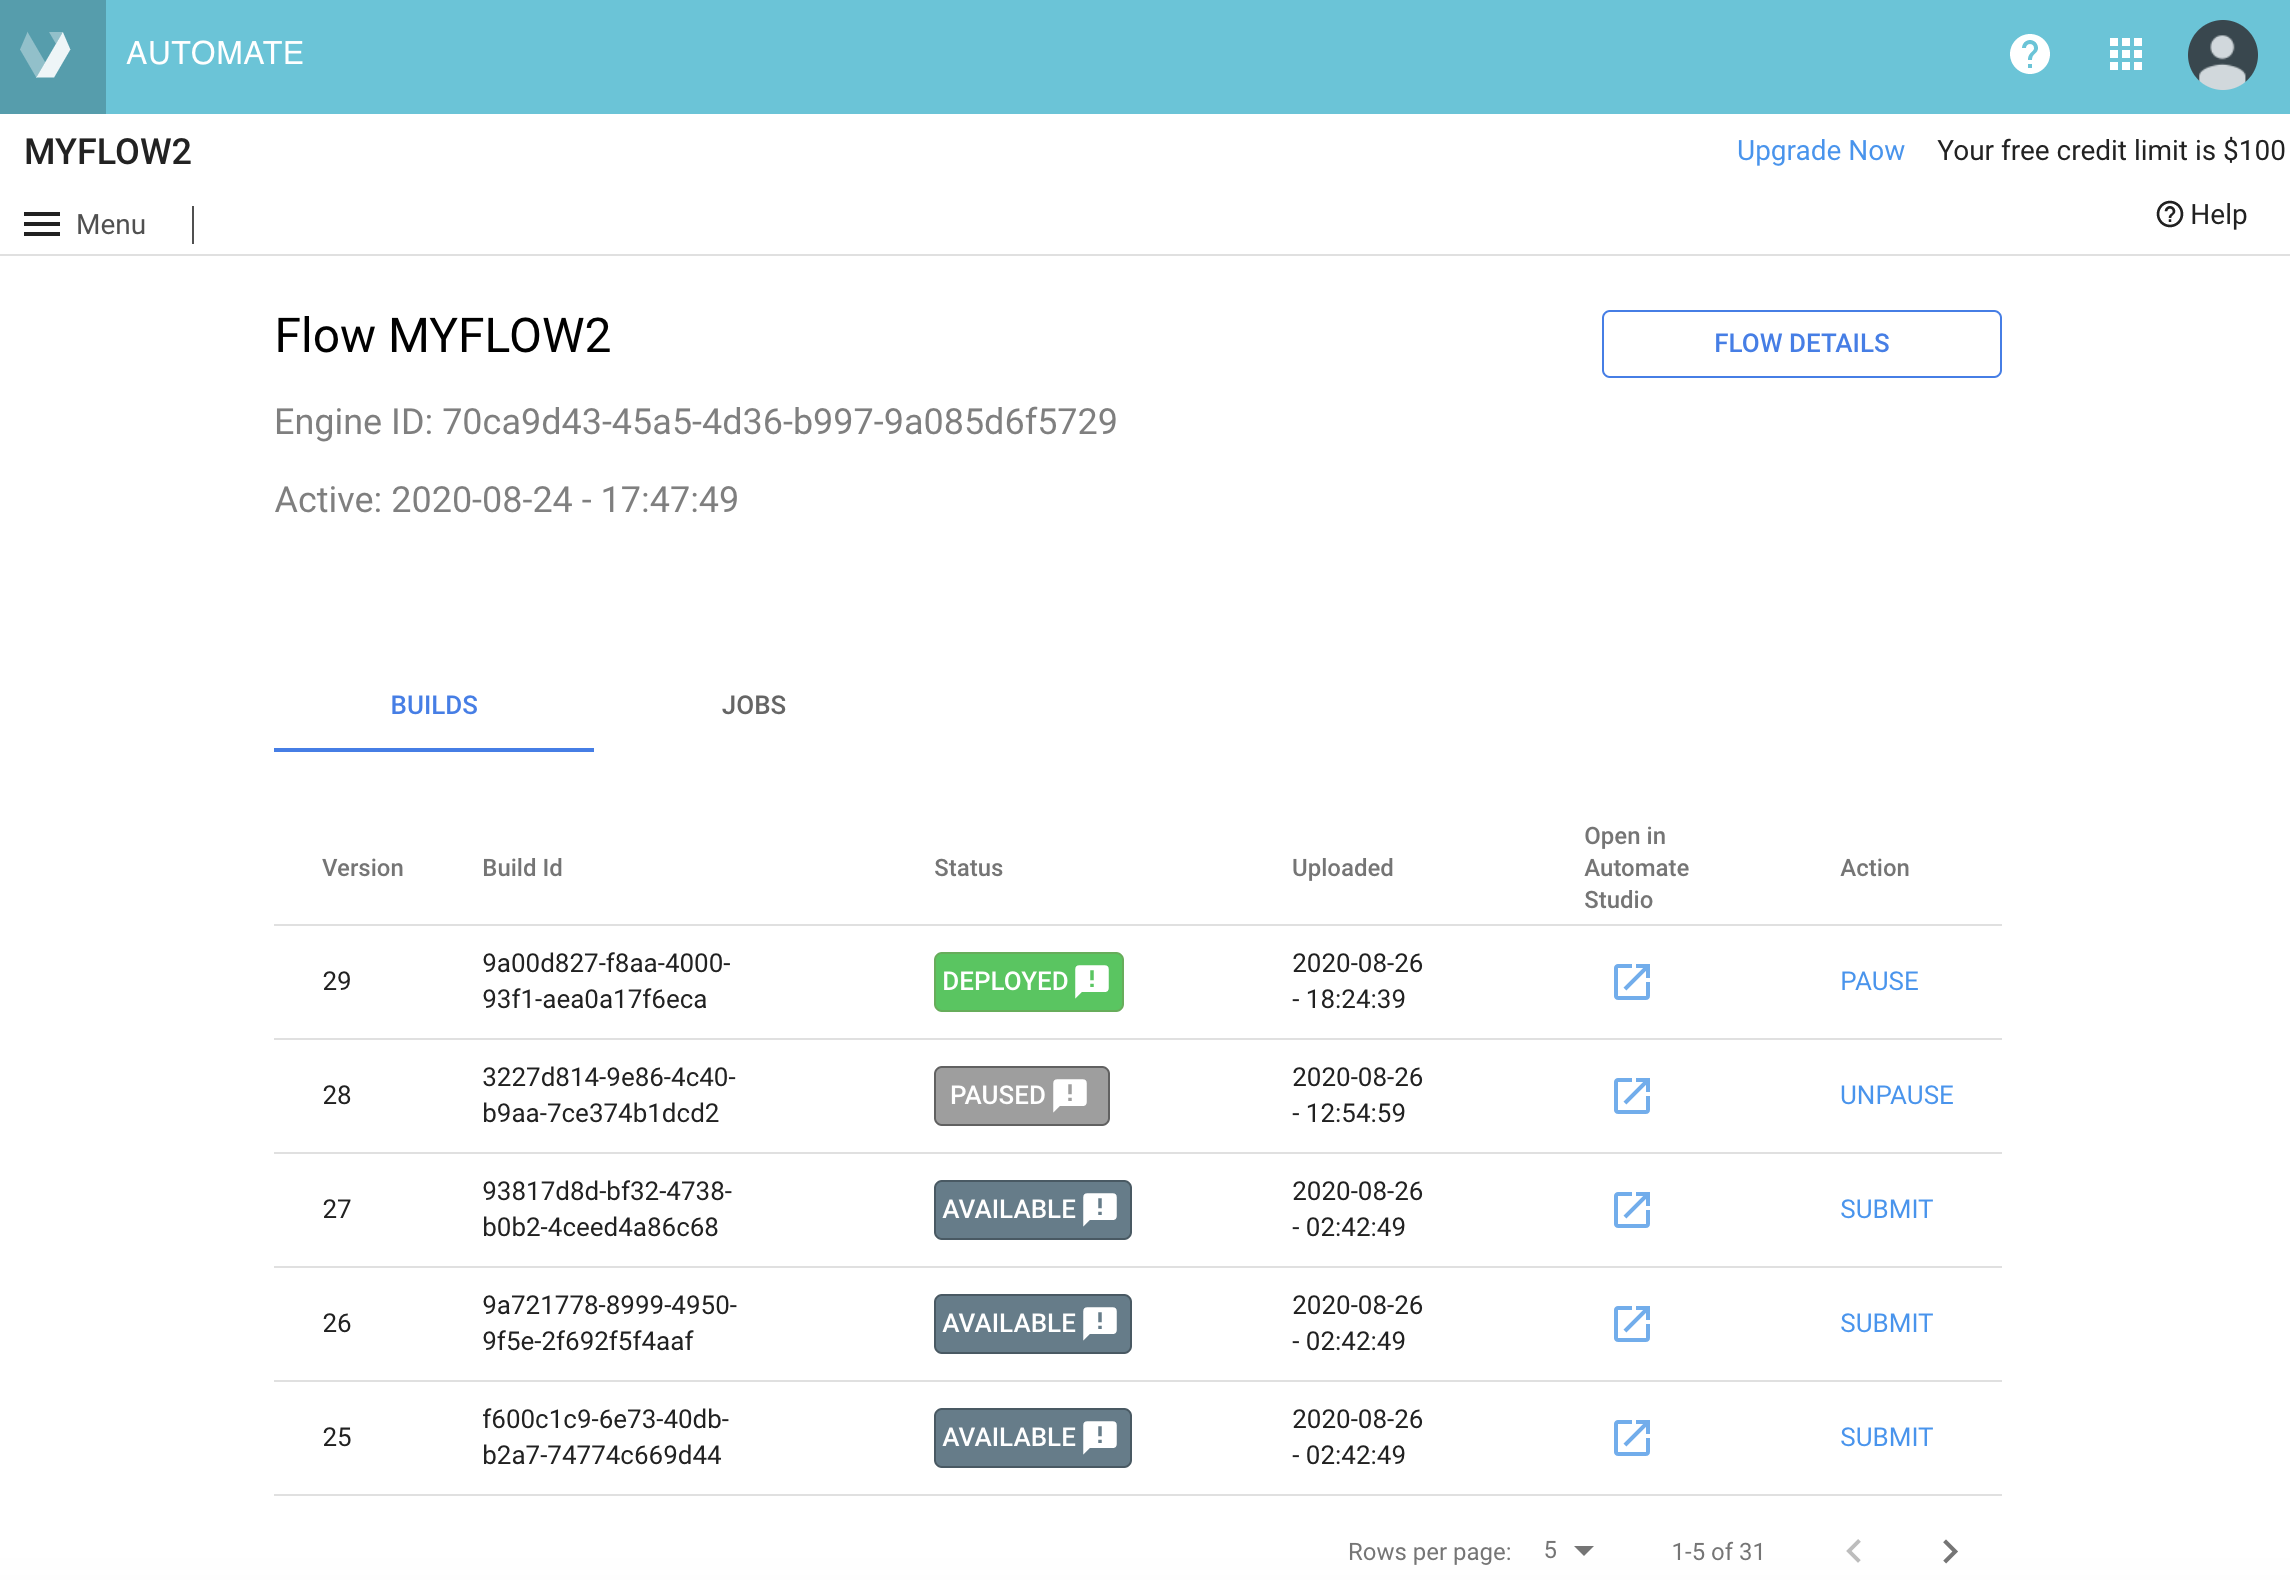 AUTOMATE
MYFLOW2
Upgrade Now Your free credit limit is $100
Menu
Help
Flow MYFLOW2
FLOW DETAILS
Engine ID: 70ca9d43-45a5-4d36-b997-9a085d6f5729
Active: 2020-08-24 - 17:47:49
BUILDS JOBS
Version Build Id Status Uploaded Open in Automate Studio Action
29 9a00d827-f8aa-4000- DEPLOYED 2020-08-26 PAUSE
93f1-aea0a17f6eca - 18:24:39
28 3227d814-9e86-4c40- PAUSED 2020-08-26 UNPAUSE
b9aa-7ce374b1dcd2 - 12:54:59
27 93817d8d-bf32-4738- AVAILABLE 2020-08-26 SUBMIT
b0b2-4ceed4a86c68 - 02:42:49
26 9a721778-8999-4950- AVAILABLE 2020-08-26 SUBMIT
9f5e-2f692f5f4aaf - 02:42:49
25 f600c1c9-6e73-40db- AVAILABLE 2020-08-26 SUBMIT
b2a7-74774c669d44 - 02:42:49
Rows per page: 5 1-5 of 31